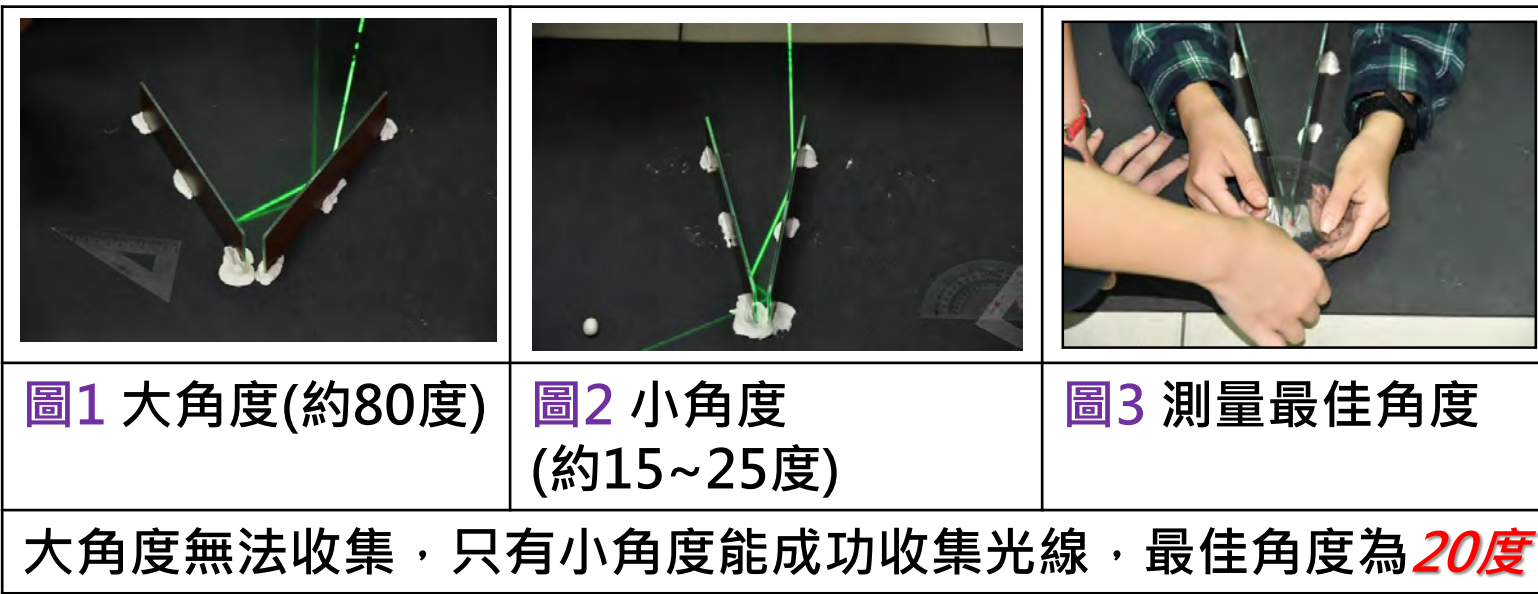 圖1 大角度(約80度)
圖2 小角度
(約15~25度)
圖3 測量最佳角度
大角度無法收集，只有小角度能成功收集光線，最佳角度為20度